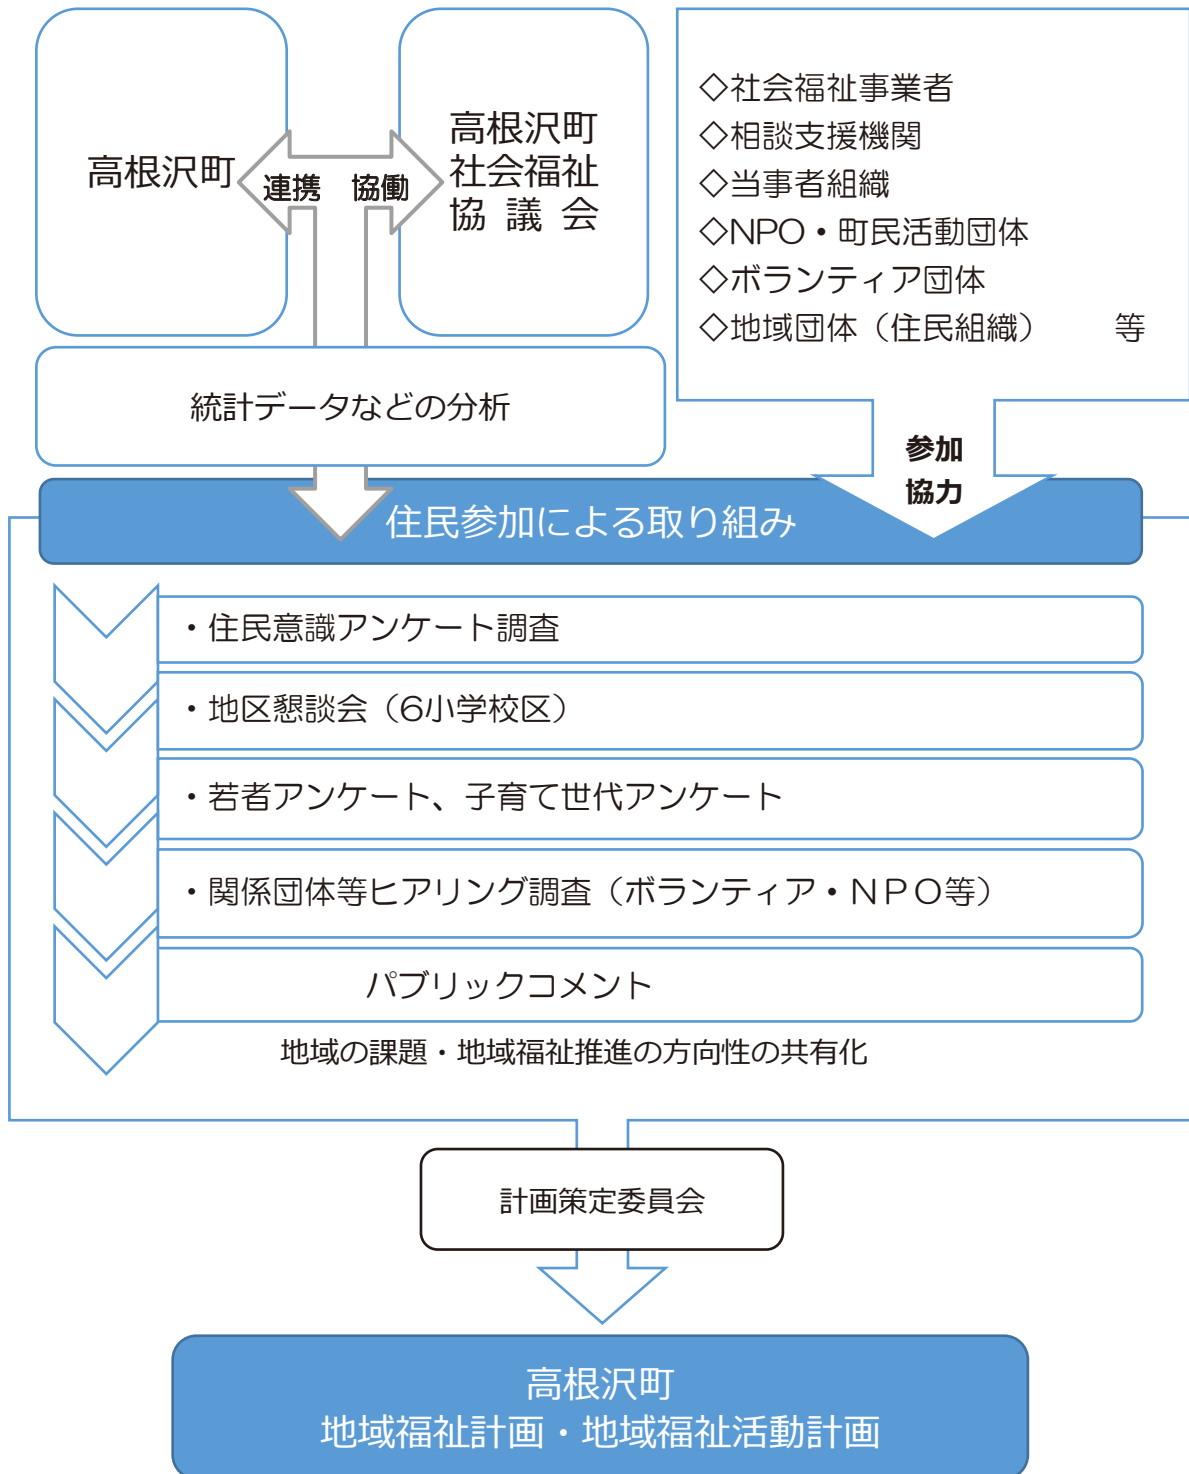 高根沢町
連携　協働
高根沢町
社会福祉
協 議 会
◇社会福祉事業者
◇相談支援機関
◇当事者組織
◇NPO・町民活動団体
◇ボランティア団体
◇地域団体（住民組織）　　等
統計データなどの分析
参加
協力
住民参加による取り組み
・住民意識アンケート調査
・地区懇談会（6小学校区）
・若者アンケート、子育て世代アンケート
・関係団体等ヒアリング調査（ボランティア・ＮＰＯ等）
パブリックコメント
地域の課題・地域福祉推進の方向性の共有化
計画策定委員会
高根沢町
地域福祉計画・地域福祉活動計画